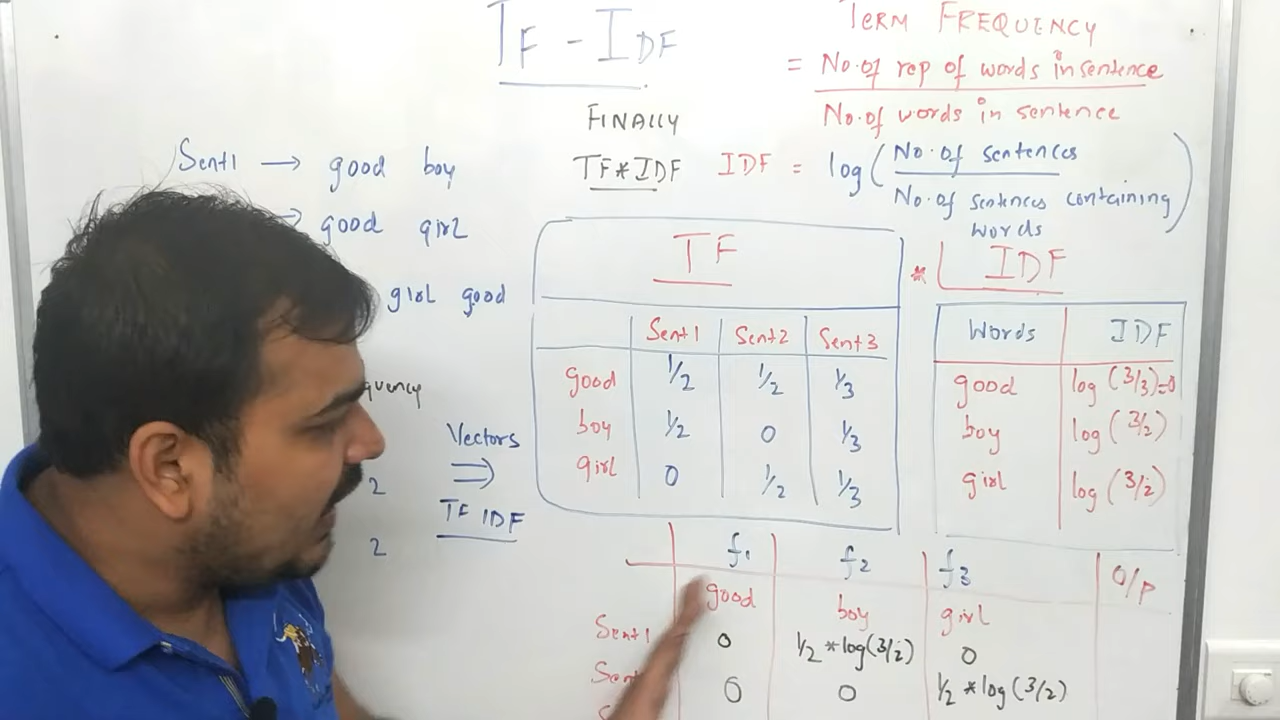 TF - IDF
TERM FREQUENCY
= No. of rep of words in sentence
No. of words in sentence
FINALLY
TF * IDF
IDF = log ( No. of sentences
No. of sentences containing
words )
Sent1 → good boy
→ good girl
girl good
quency
2
2
Vectors
⇒
TF IDF
TF
Sent1 Sent2 Sent3
good 1/2 1/2 1/3
boy 1/2 0 1/3
girl 0 1/2 1/3
* IDF
Words IDF
good log (3/3)=0
boy log (3/2)
girl log (3/2)
f1 f2 f3 O/P
good boy girl
Sent1 0 1/2 * log(3/2) 0
Sen 0 0 1/2 * log(3/2)